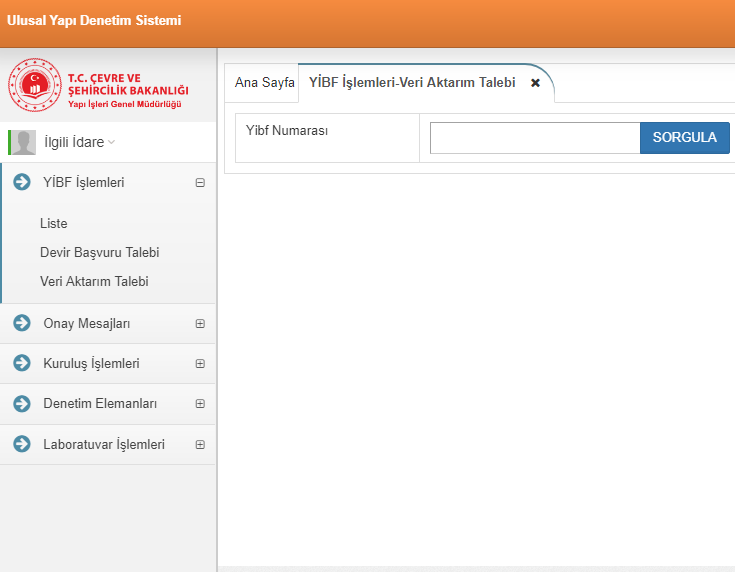 Ulusal Yapı Denetim Sistemi
T.C. ÇEVRE VE
ŞEHİRCİLİK BAKANLIĞI
Yapı İşleri Genel Müdürlüğü
İlgili İdare
YİBF İşlemleri
Liste
Devir Başvuru Talebi
Veri Aktarım Talebi
Onay Mesajları
Kuruluş İşlemleri
Denetim Elemanları
Laboratuvar İşlemleri
Ana Sayfa
YİBF İşlemleri-Veri Aktarım Talebi
Yibf Numarası
SORGULA